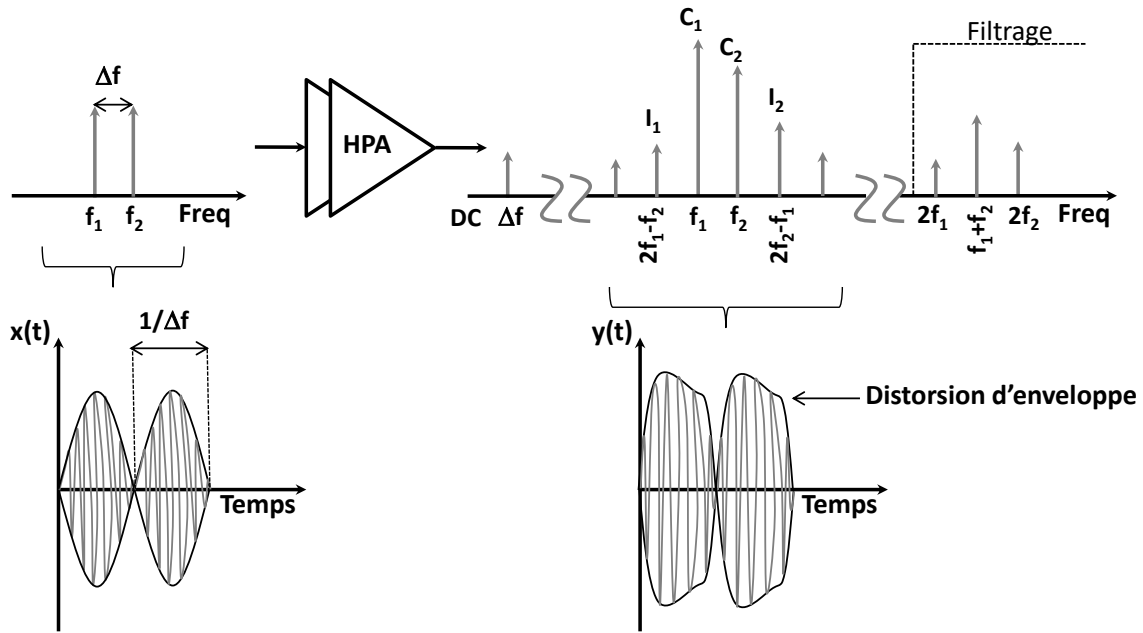 Δf
f₁ f₂ Freq
HPA
C₁
C₂
I₁
I₂
Filtrage
DC Δf
2f₁-f₂
f₁
f₂
2f₂-f₁
2f₁
f₁+f₂
2f₂
Freq
x(t)
1/Δf
Temps
y(t)
Distorsion d'enveloppe
Temps